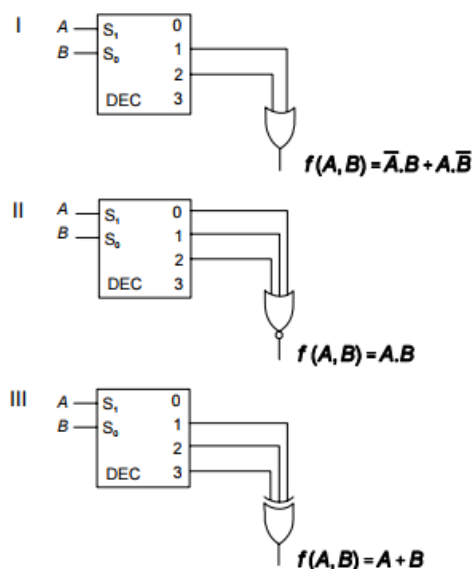 I
A S₁ 0
1
B S₀
2
DEC 3
f(A,B) = A̅.B + A.B̅
II
A S₁ 0
B S₀ 1
2
DEC 3
f(A,B) = A.B
III
A S₁ 0
B S₀ 1
2
DEC 3
f(A,B) = A + B